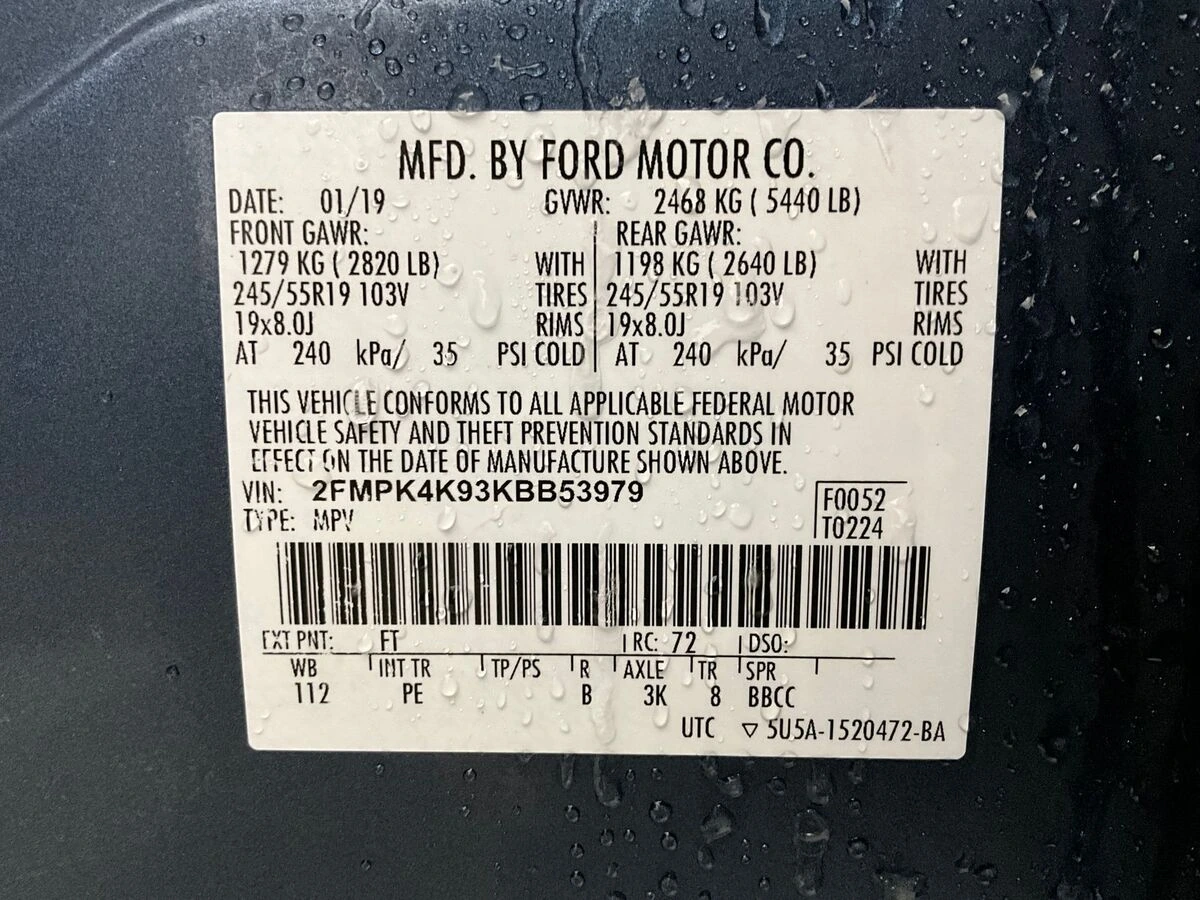 MFD. BY FORD MOTOR CO.
DATE: 01/19 GVWR: 2468 KG ( 5440 LB)
FRONT GAWR: REAR GAWR:
1279 KG ( 2820 LB) WITH 1198 KG ( 2640 LB) WITH
245/55R19 103V TIRES 245/55R19 103V TIRES
19x8.0J RIMS 19x8.0J RIMS
AT 240 kPa/ 35 PSI COLD AT 240 kPa/ 35 PSI COLD
THIS VEHICLE CONFORMS TO ALL APPLICABLE FEDERAL MOTOR
VEHICLE SAFETY AND THEFT PREVENTION STANDARDS IN
EFFECT ON THE DATE OF MANUFACTURE SHOWN ABOVE.
VIN: 2FMPK4K93KBB53979 F0052
TYPE: MPV T0224
EXT PNT: FT RC: 72 DSO:
WB INT TR TP/PS R AXLE TR SPR
112 PE B 3K 8 BBCC
UTC ▽ 5U5A-1520472-BA